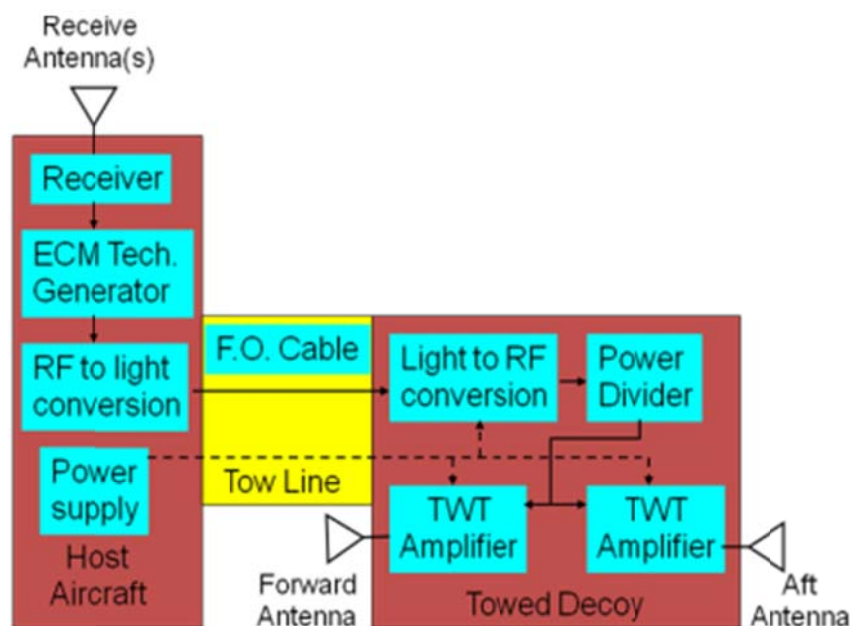 Receive
Antenna(s)
Receiver
ECM Tech.
Generator
RF to light
conversion
Power
supply
Host
Aircraft
F.O. Cable
Tow Line
Light to RF
conversion
Power
Divider
TWT
Amplifier
TWT
Amplifier
Forward
Antenna
Towed Decoy
Aft
Antenna